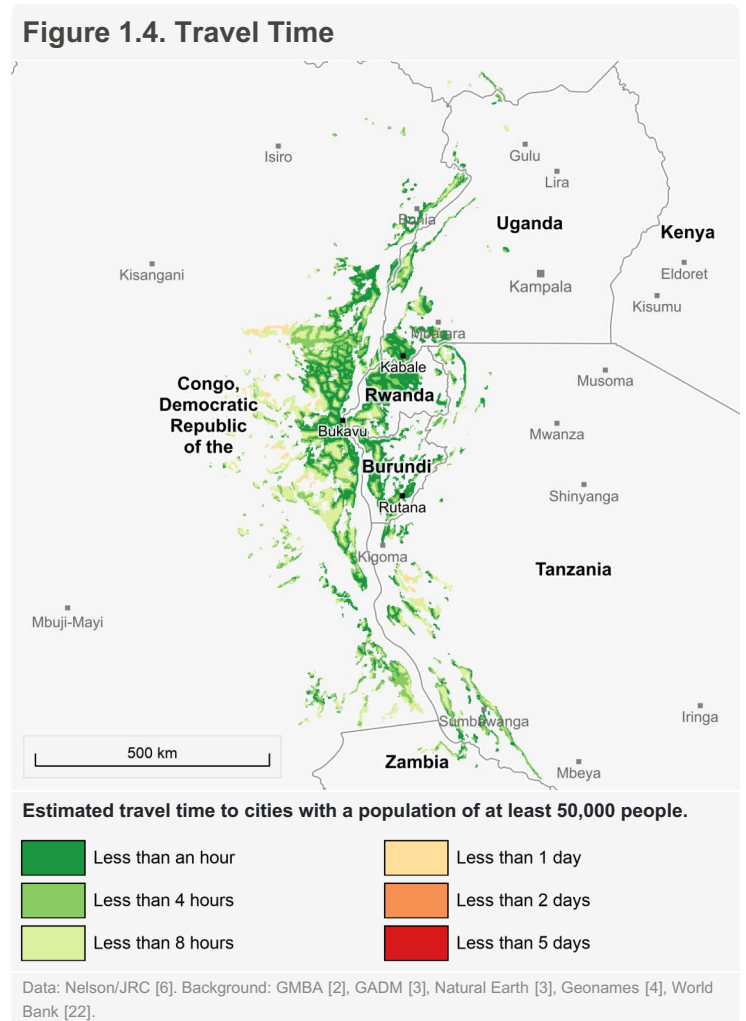 Figure 1.4. Travel Time
Isiro
Gulu
Lira
Bunia
Uganda
Kenya
Kisangani
Eldoret
Kampala
Kisumu
Mbarara
Kabale
Musoma
Congo,
Democratic
Republic
of the
Rwanda
Bukavu
Mwanza
Burundi
Shinyanga
Rutana
Kigoma
Tanzania
Mbuji-Mayi
Sumbawanga
Iringa
500 km
Zambia
Mbeya
Estimated travel time to cities with a population of at least 50,000 people.
Less than an hour
Less than 4 hours
Less than 8 hours
Less than 1 day
Less than 2 days
Less than 5 days
Data: Nelson/JRC [6]. Background: GMBA [2], GADM [3], Natural Earth [3], Geonames [4], World
Bank [22].